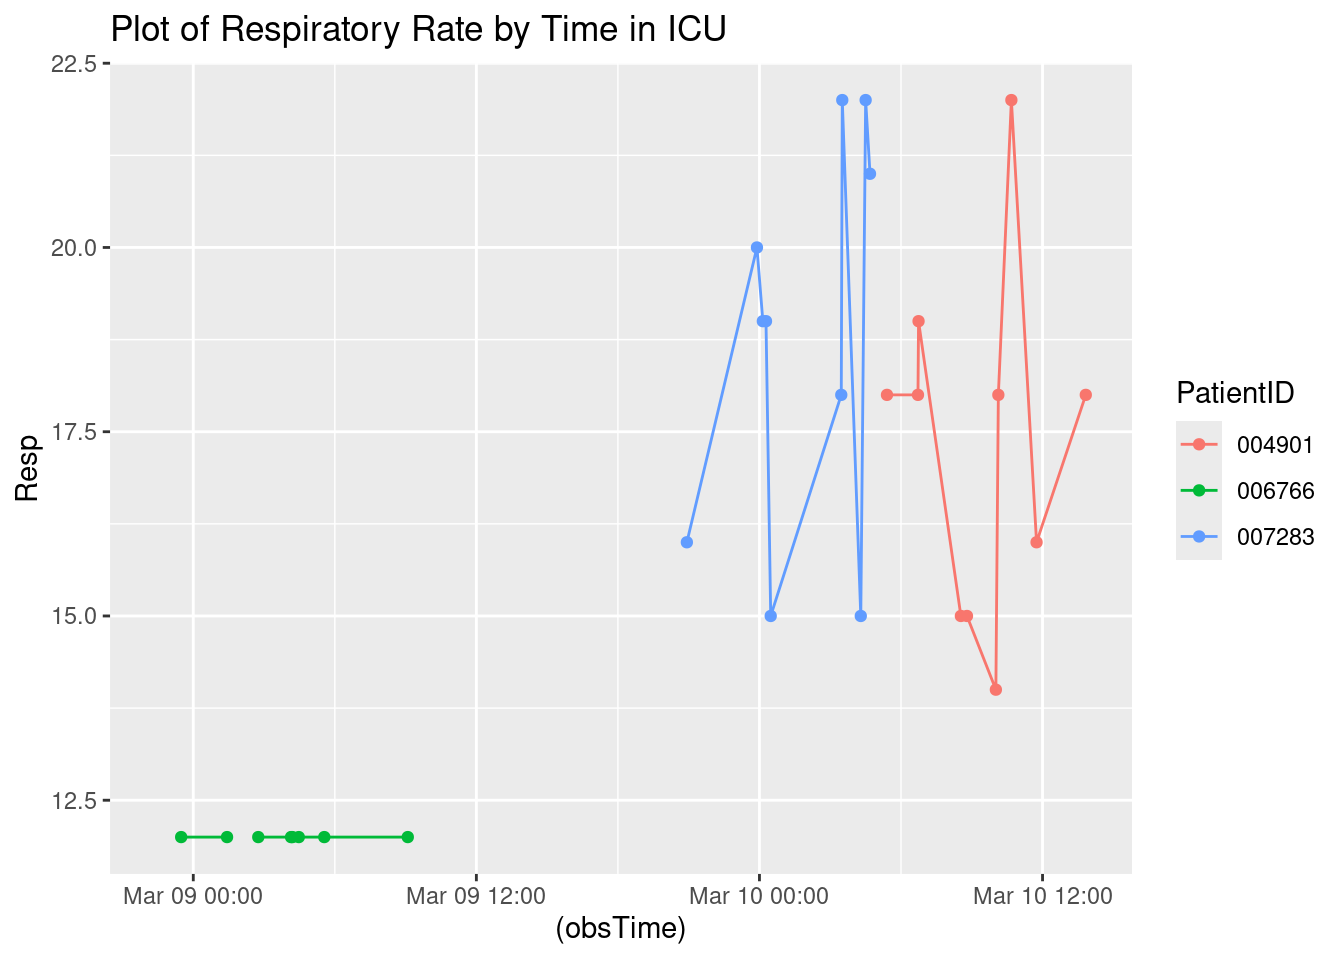 Plot of Respiratory Rate by Time in ICU
22.5
20.0
17.5
15.0
12.5
Resp
Mar 09 00:00
Mar 09 12:00
Mar 10 00:00
Mar 10 12:00
(obsTime)
PatientID
004901
006766
007283